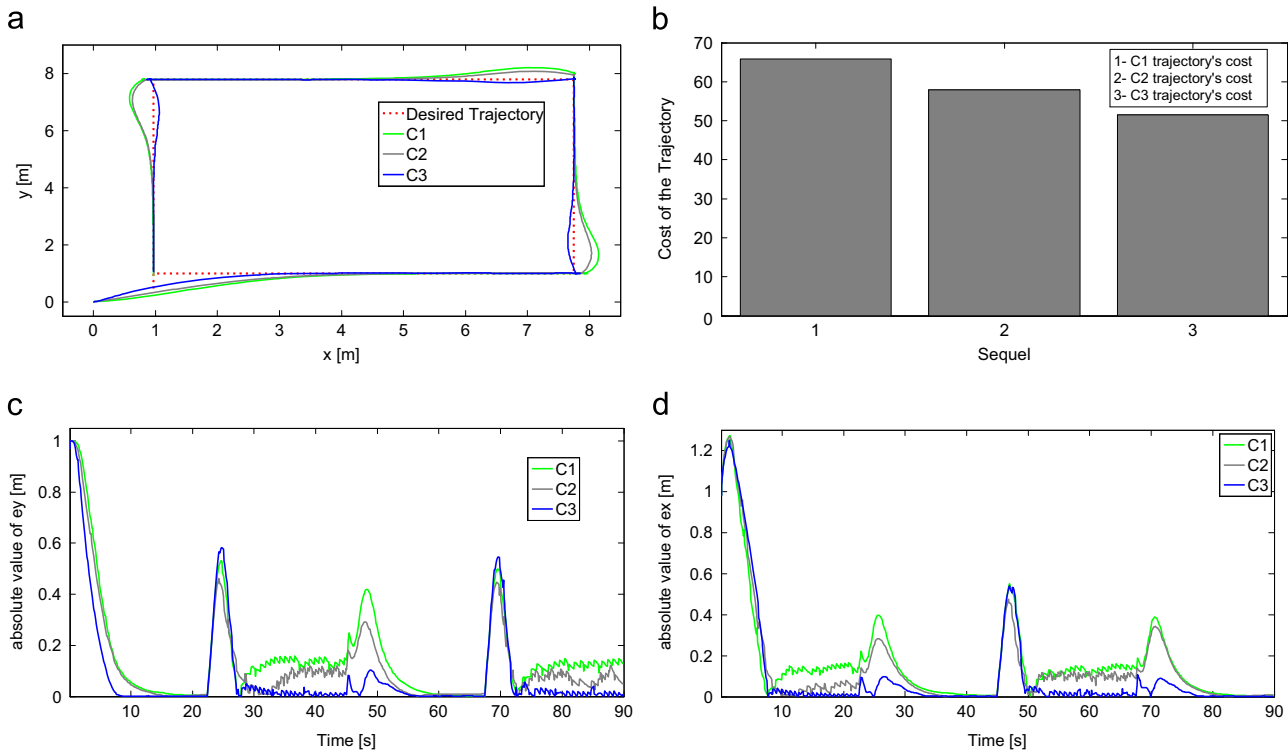 a
8
6
4
2
0
y [m]
0 1 2 3 4 5 6 7 8
x [m]
Desired Trajectory
C1
C2
C3
b
70
60
50
40
30
20
10
0
Cost of the Trajectory
1 2 3
Sequel
1- C1 trajectory's cost
2- C2 trajectory's cost
3- C3 trajectory's cost
c
1
0.8
0.6
0.4
0.2
0
absolute value of ey [m]
10 20 30 40 50 60 70 80 90
Time [s]
C1
C2
C3
d
1.2
1
0.8
0.6
0.4
0.2
0
absolute value of ex [m]
10 20 30 40 50 60 70 80 90
Time [s]
C1
C2
C3